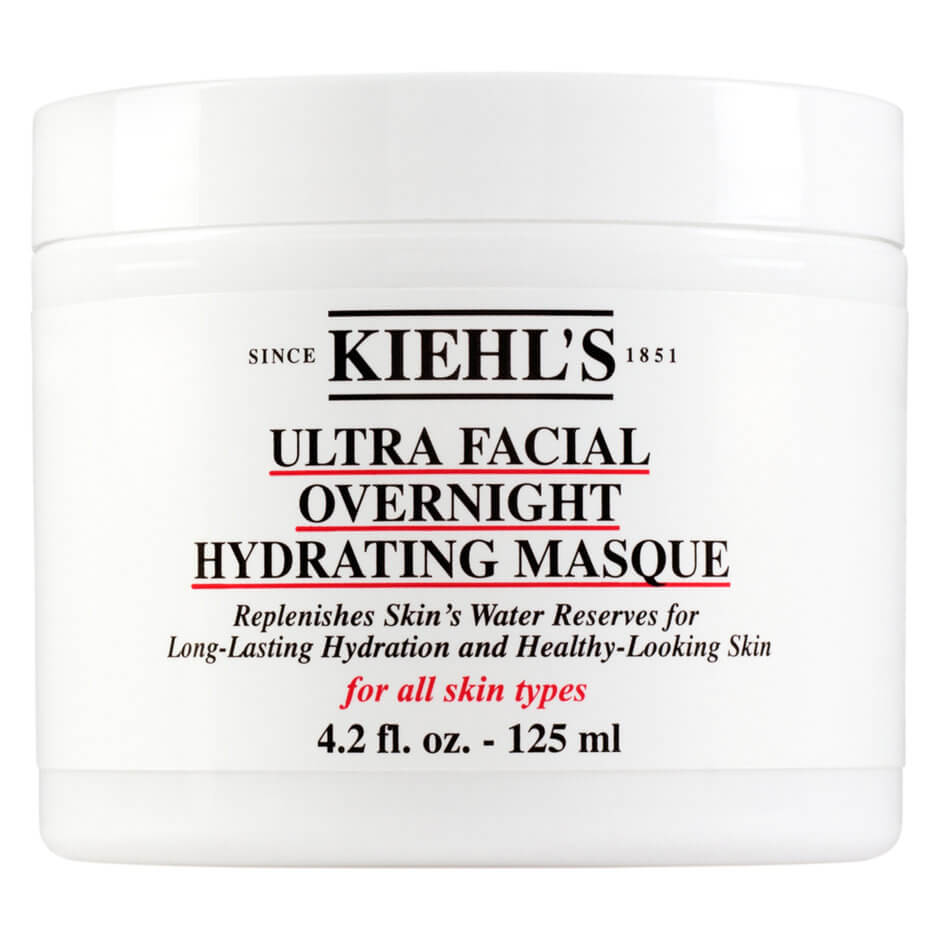 SINCE KIEHL'S 1851
ULTRA FACIAL
OVERNIGHT
HYDRATING MASQUE
Replenishes Skin's Water Reserves for
Long-Lasting Hydration and Healthy-Looking Skin
for all skin types
4.2 fl. oz. - 125 ml